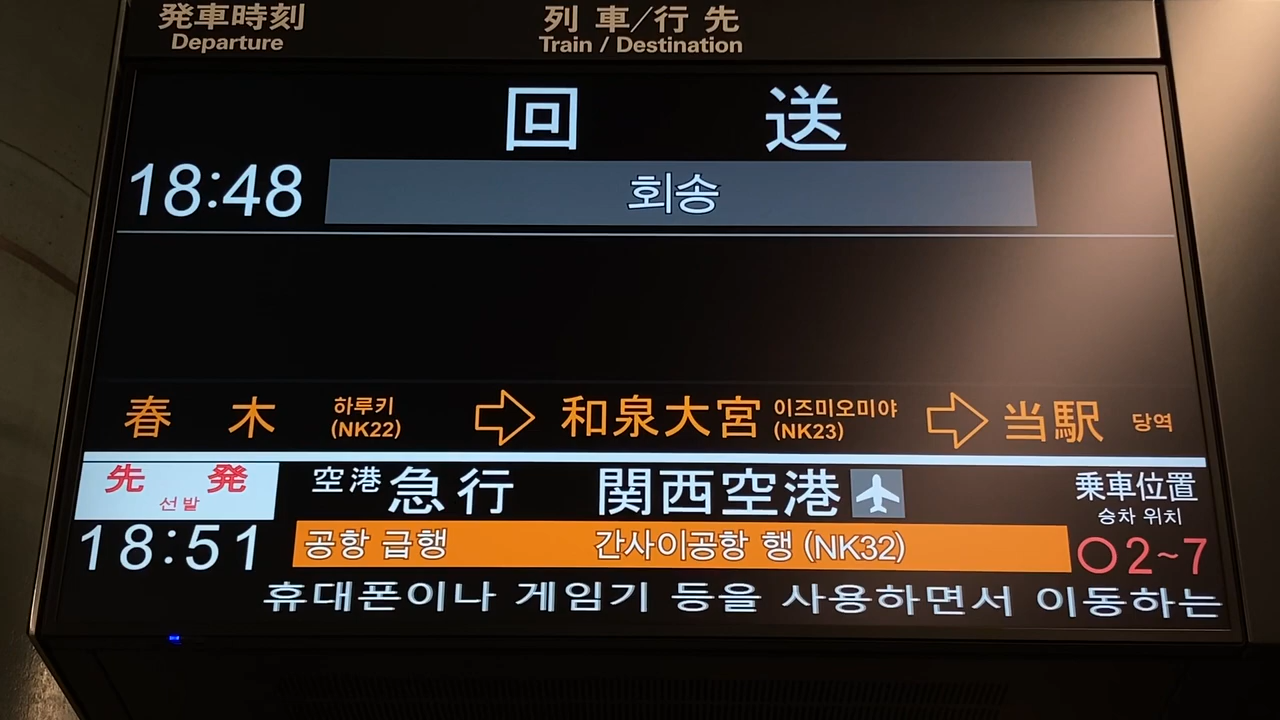 発車時刻 列車/行先
Departure Train / Destination
回送
18:48 회송
春木 하루키 (NK22) ⇨ 和泉大宮 이즈미오미야 (NK23) ⇨ 当駅 당역
先発 空港急行 関西空港 乗車位置
선발 승차 위치
18:51 공항 급행 간사이공항 행 (NK32) ○2~7
휴대폰이나 게임기 등을 사용하면서 이동하는